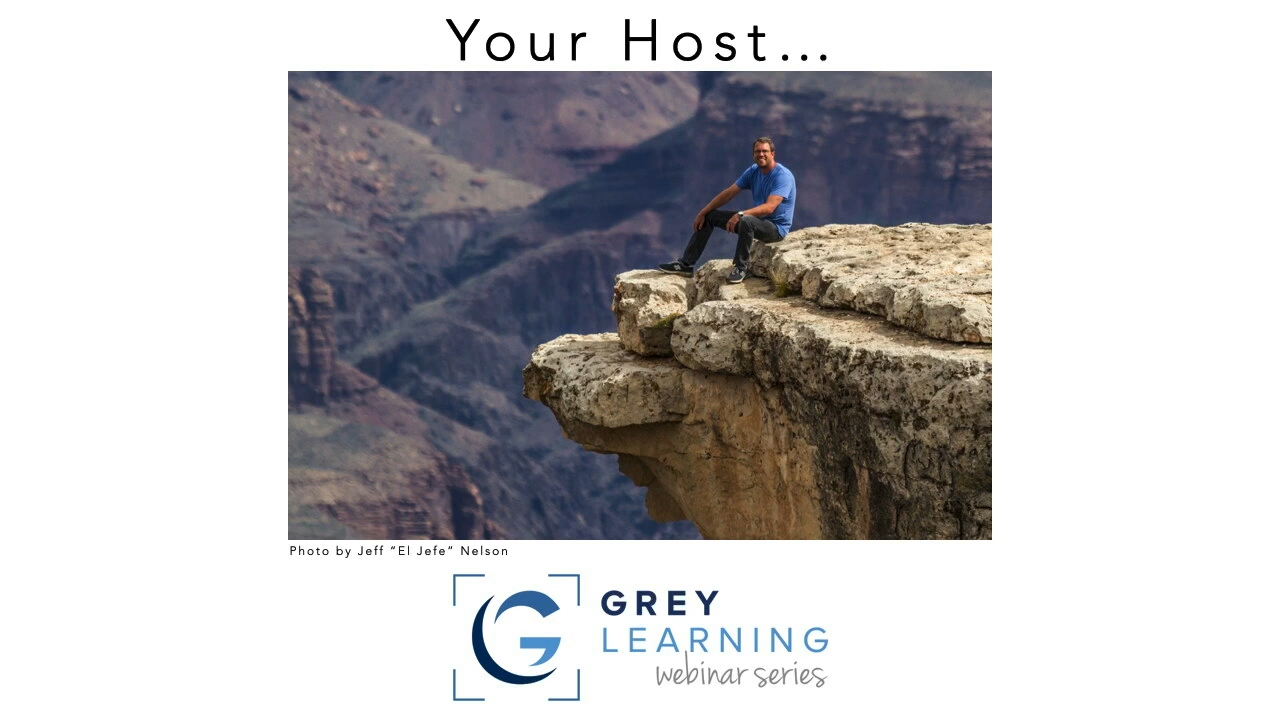 Your Host...
Photo by Jeff "El Jefe" Nelson
GREY
LEARNING
webinar series